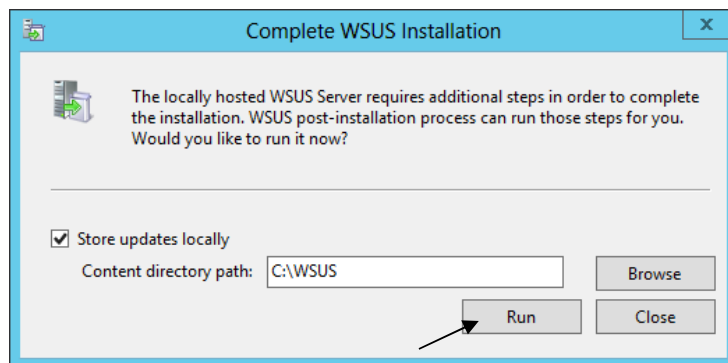 Complete WSUS Installation
x
The locally hosted WSUS Server requires additional steps in order to complete
the installation. WSUS post-installation process can run those steps for you.
Would you like to run it now?
Store updates locally
Content directory path: C:\WSUS Browse
Run Close